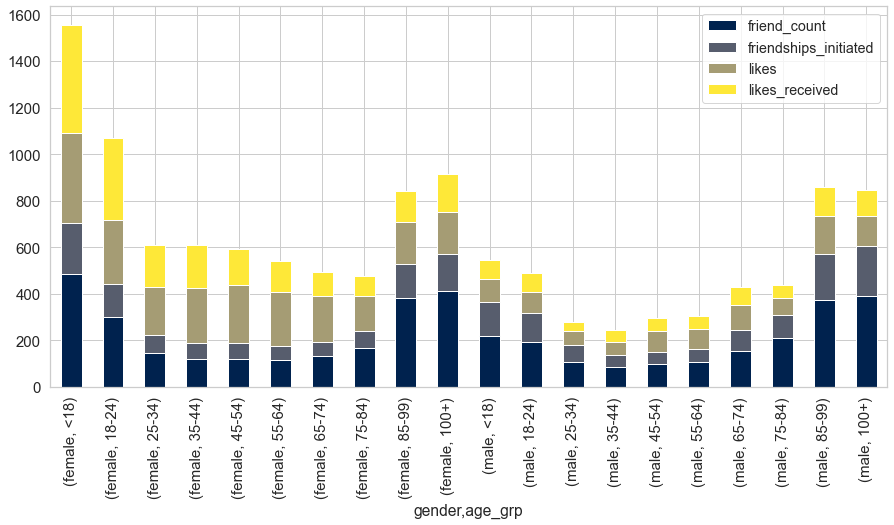 1600
1400
1200
1000
800
600
400
200
0
friend_count
friendships_initiated
likes
likes_received
(female, <18)
(female, 18-24)
(female, 25-34)
(female, 35-44)
(female, 45-54)
(female, 55-64)
(female, 65-74)
(female, 75-84)
(female, 85-99)
(female, 100+)
(male, <18)
(male, 18-24)
(male, 25-34)
(male, 35-44)
(male, 45-54)
(male, 55-64)
(male, 65-74)
(male, 75-84)
(male, 85-99)
(male, 100+)
gender,age_grp